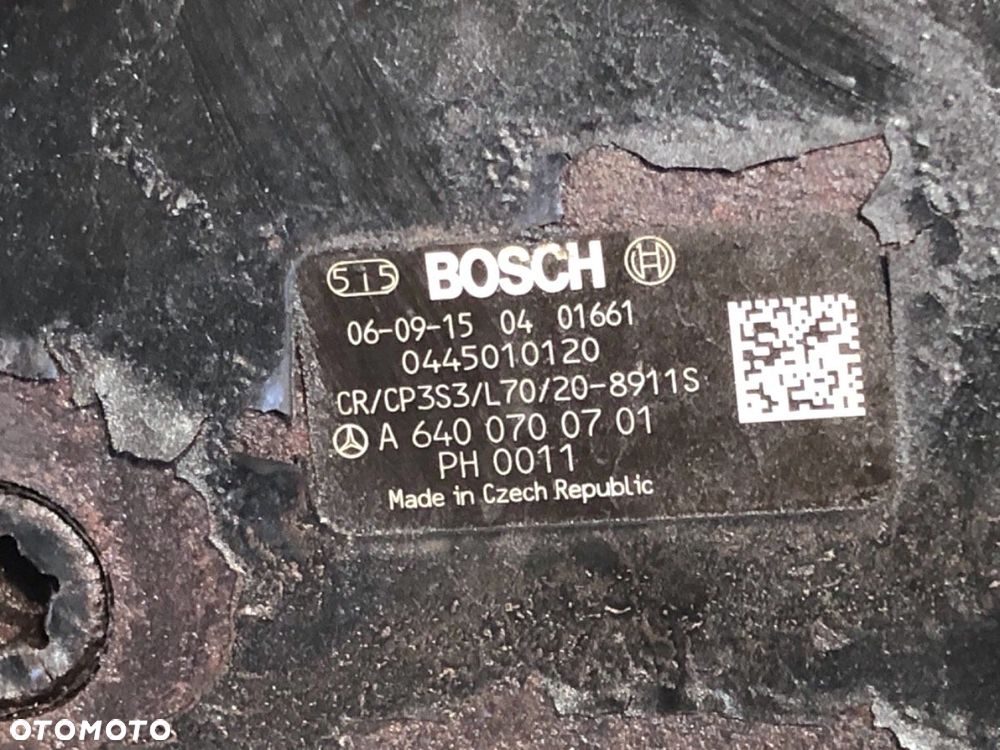 5i5 BOSCH
06-09-15 04 01661
0445010120
CR/CP3S3/L70/20-8911S
A 640 070 07 01
PH 0011
Made in Czech Republic
OTOMOTO